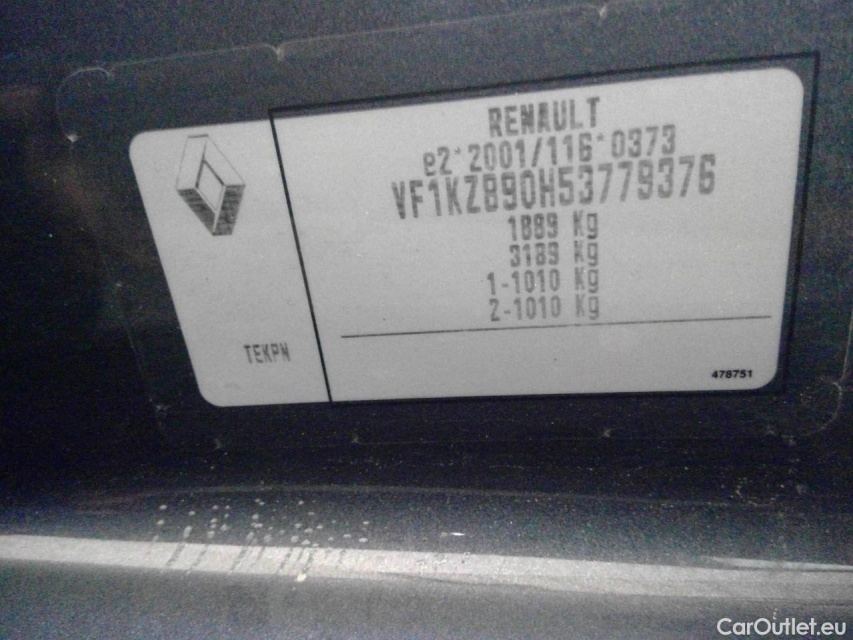 RENAULT
e2*2001/116*0373
VF1KZB90H53779376
1889 Kg
3189 Kg
1-1010 Kg
2-1010 Kg
TEKPN
478751
CarOutlet.eu